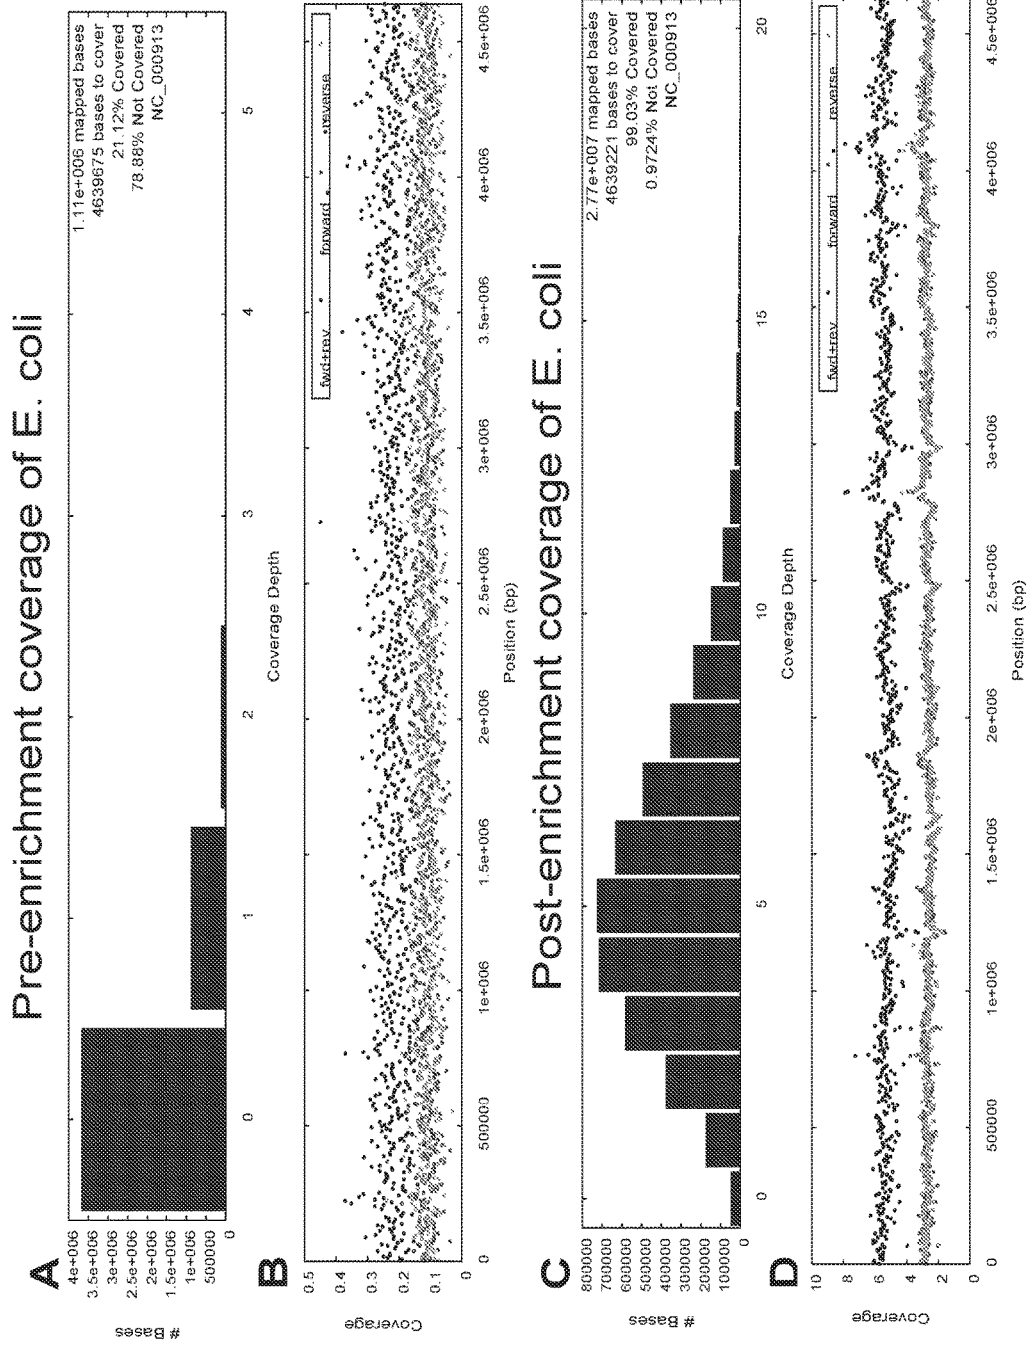 Pre-enrichment coverage of E. coli
A
4e+006
3.5e+006
3e+006
2.5e+006
2e+006
1.5e+006
1e+006
500000
0
# Bases
1.11e+006 mapped bases
4639675 bases to cover
21.12% Covered
78.88% Not Covered
NC_000913
0 1 2 3 4 5
Coverage Depth
B
0.5
0.4
0.3
0.2
0.1
0
Coverage
fwd+rev forward reverse
0 500000 1e+006 1.5e+006 2e+006 2.5e+006 3e+006 3.5e+006 4e+006 4.5e+006
Position (bp)
Post-enrichment coverage of E. coli
C
800000
700000
600000
500000
400000
300000
200000
100000
0
# Bases
2.77e+007 mapped bases
4639221 bases to cover
99.03% Covered
0.9724% Not Covered
NC_000913
0 5 10 15 20
Coverage Depth
D
10
8
6
4
2
0
Coverage
fwd+rev forward reverse
0 500000 1e+006 1.5e+006 2e+006 2.5e+006 3e+006 3.5e+006 4e+006 4.5e+006
Position (bp)